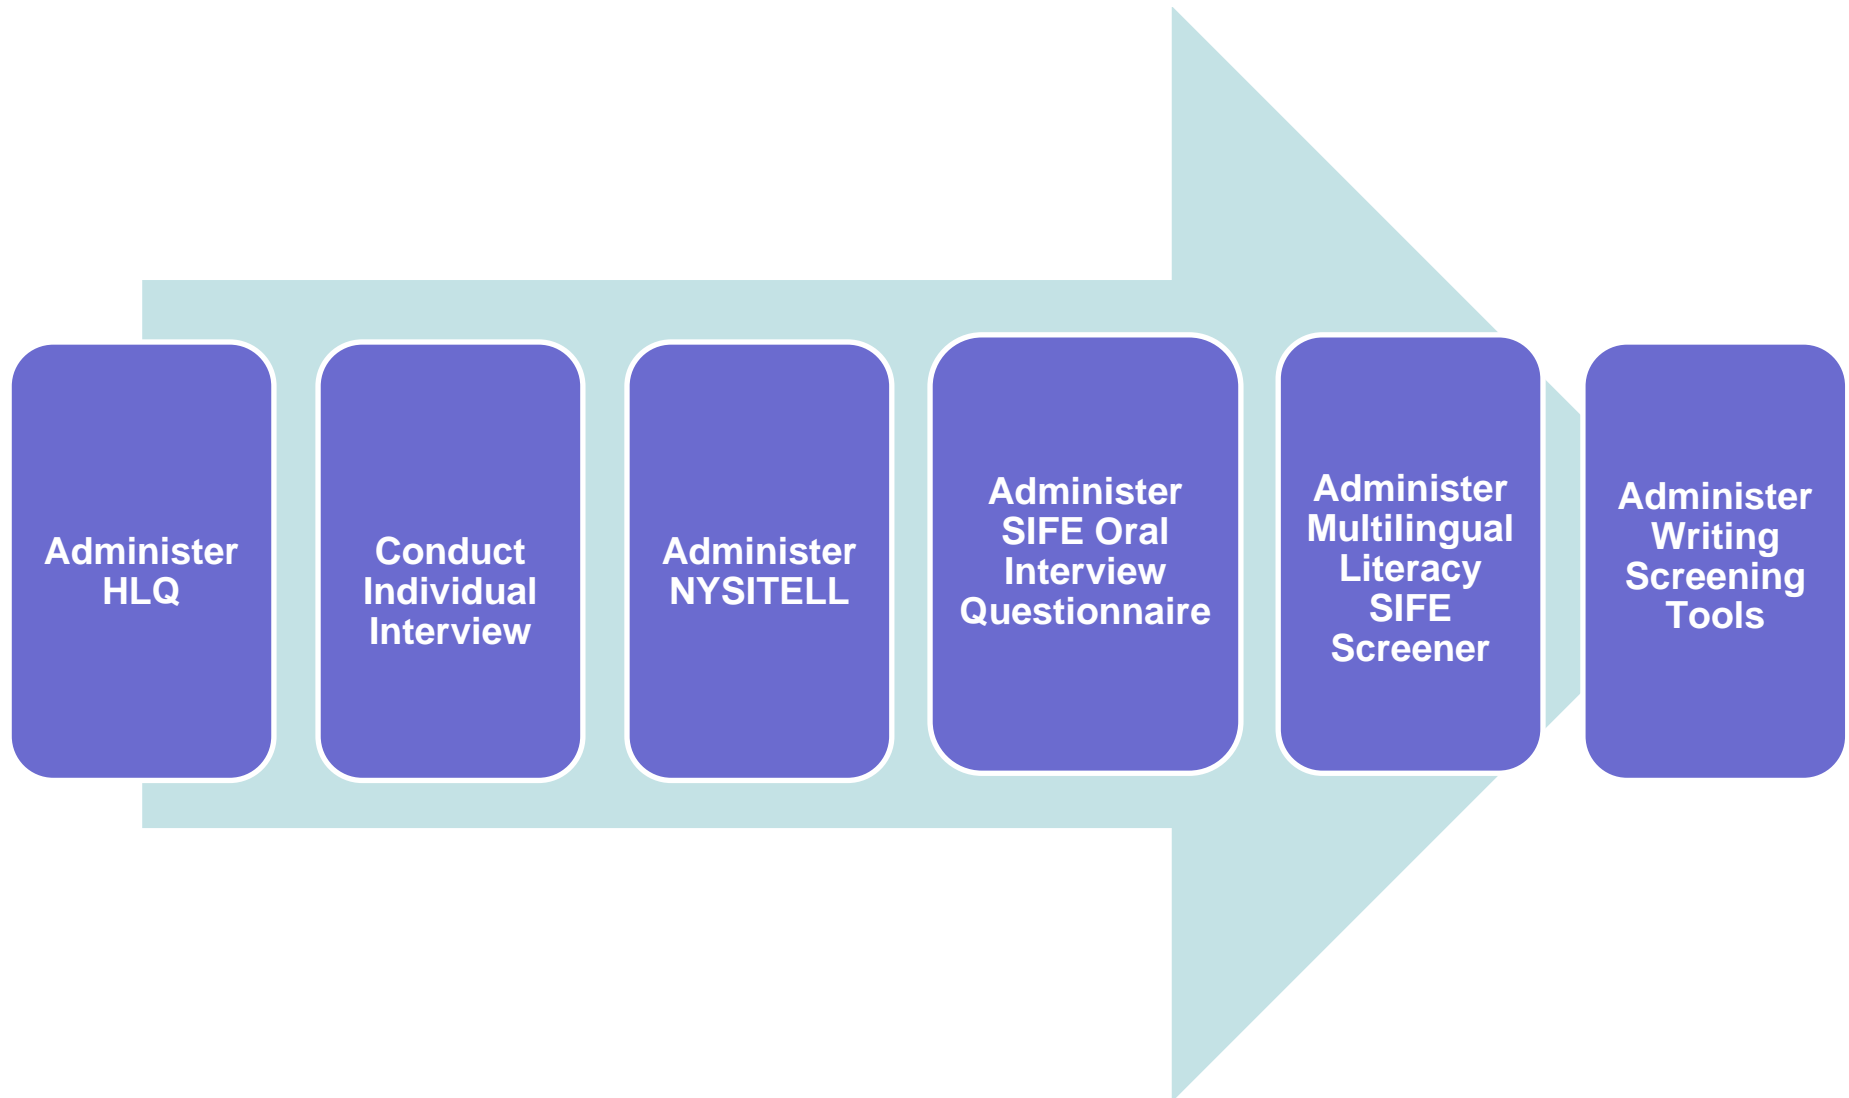 Administer
HLQ
Conduct
Individual
Interview
Administer
NYSITELL
Administer
SIFE Oral
Interview
Questionnaire
Administer
Multilingual
Literacy
SIFE
Screener
Administer
Writing
Screening
Tools